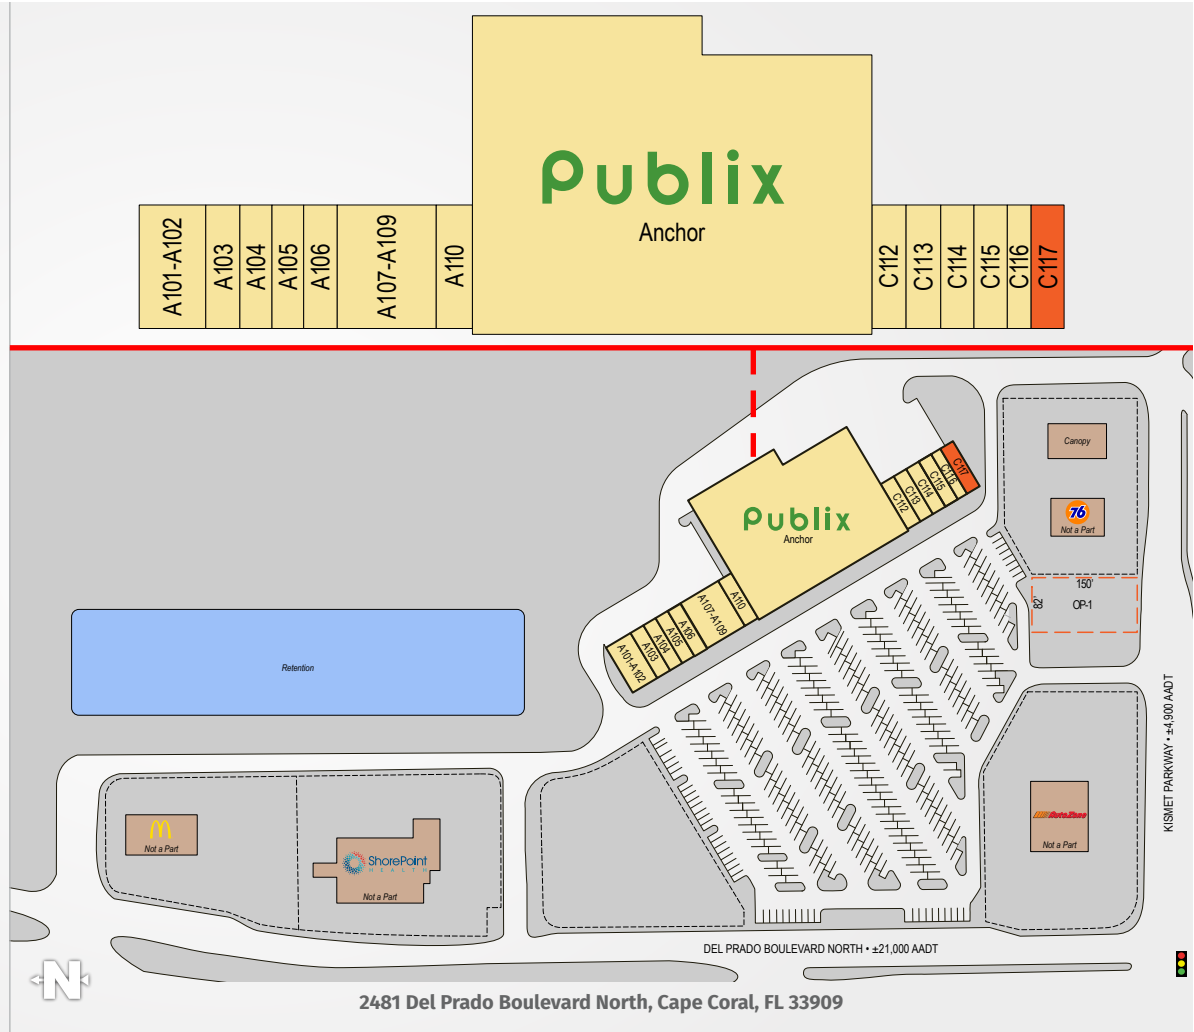 Publix
Anchor
A101-A102
A103
A104
A105
A106
A107-A109
A110
C112
C113
C114
C115
C116
C117
Publix
Anchor
A101-A102
A103
A104
A105
A106
A107-A109
A110
C112
C113
C114
C115
C116
C117
Canopy
76
Not a Part
150'
82'
OP-1
Retention
KISMET PARKWAY • ±4,900 AADT
AutoZone
Not a Part
Not a Part
ShorePoint
HEALTH
Not a Part
DEL PRADO BOULEVARD NORTH • ±21,000 AADT
N
2481 Del Prado Boulevard North, Cape Coral, FL 33909